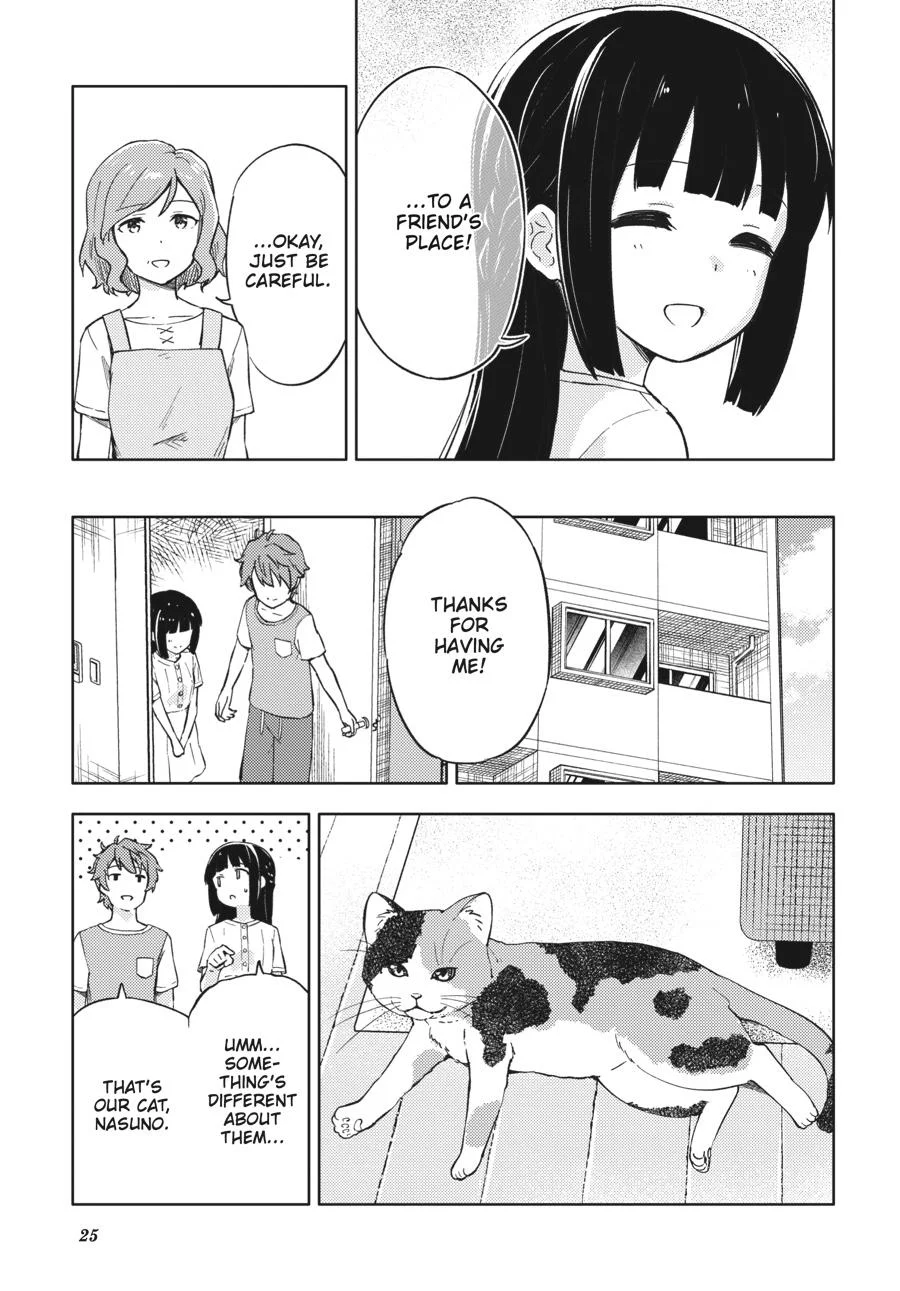 ...TO A
FRIEND'S
PLACE!
...OKAY,
JUST BE
CAREFUL.
THANKS
FOR
HAVING
ME!
UMM...
SOME-
THING'S
DIFFERENT
ABOUT
THEM...
THAT'S
OUR CAT,
NASUNO.
25